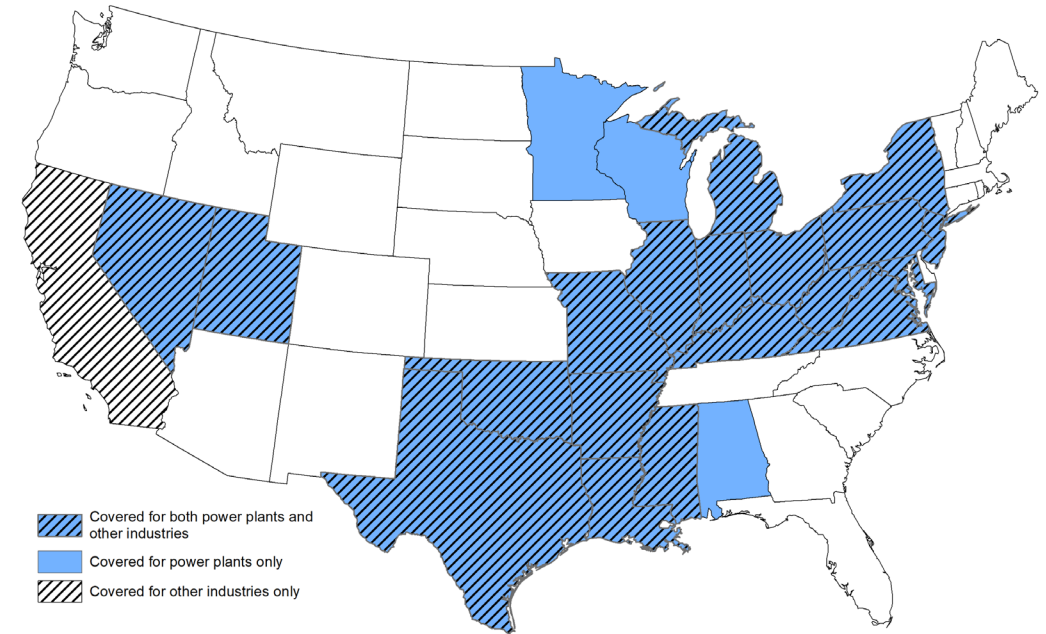 Covered for both power plants and
other industries
Covered for power plants only
Covered for other industries only